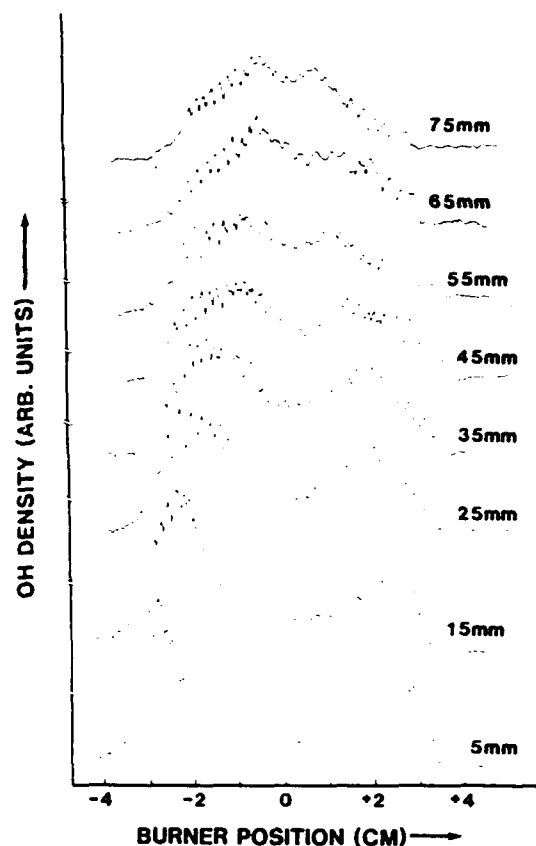 75mm
65mm
55mm
45mm
35mm
25mm
15mm
5mm
OH DENSITY (ARB. UNITS)
-4 -2 0 +2 +4
BURNER POSITION (CM)